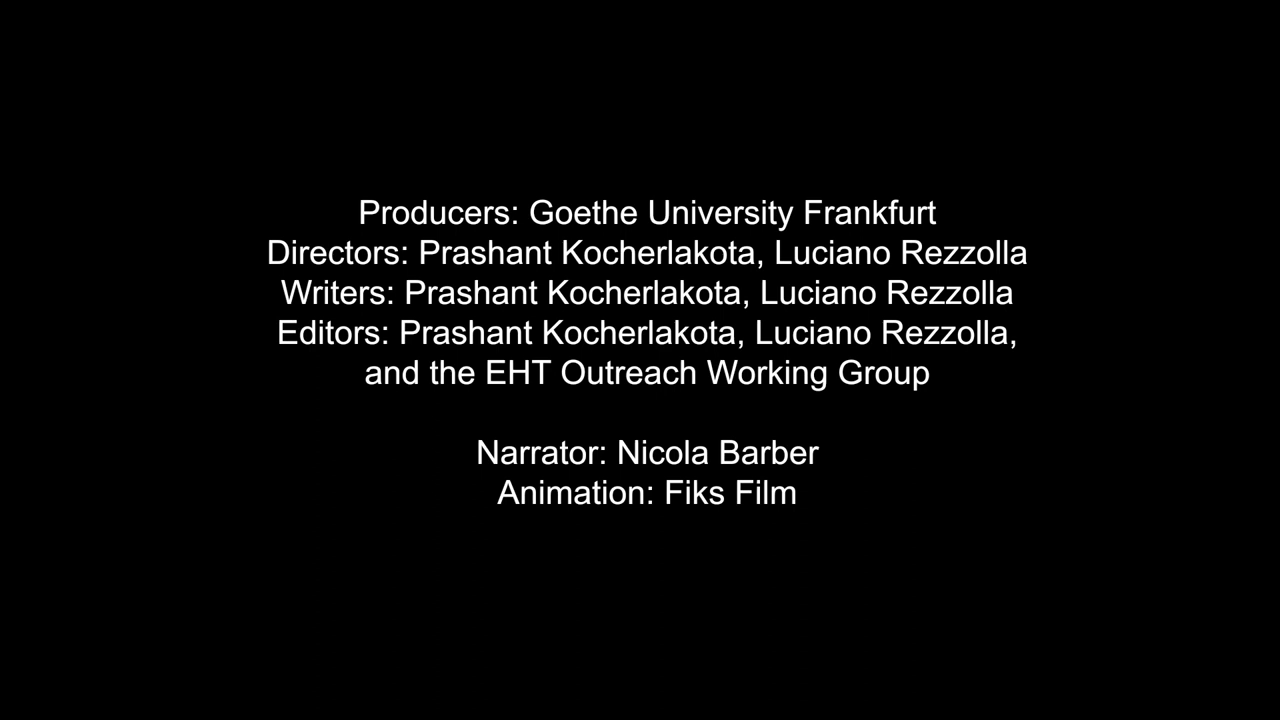 Producers: Goethe University Frankfurt
Directors: Prashant Kocherlakota, Luciano Rezzolla
Writers: Prashant Kocherlakota, Luciano Rezzolla
Editors: Prashant Kocherlakota, Luciano Rezzolla,
and the EHT Outreach Working Group
Narrator: Nicola Barber
Animation: Fiks Film